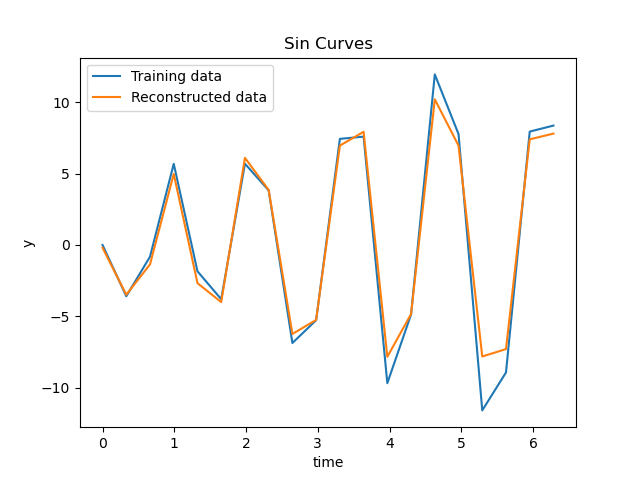 Sin Curves
Training data
Reconstructed data
10
5
0
−5
−10
y
0 1 2 3 4 5 6
time